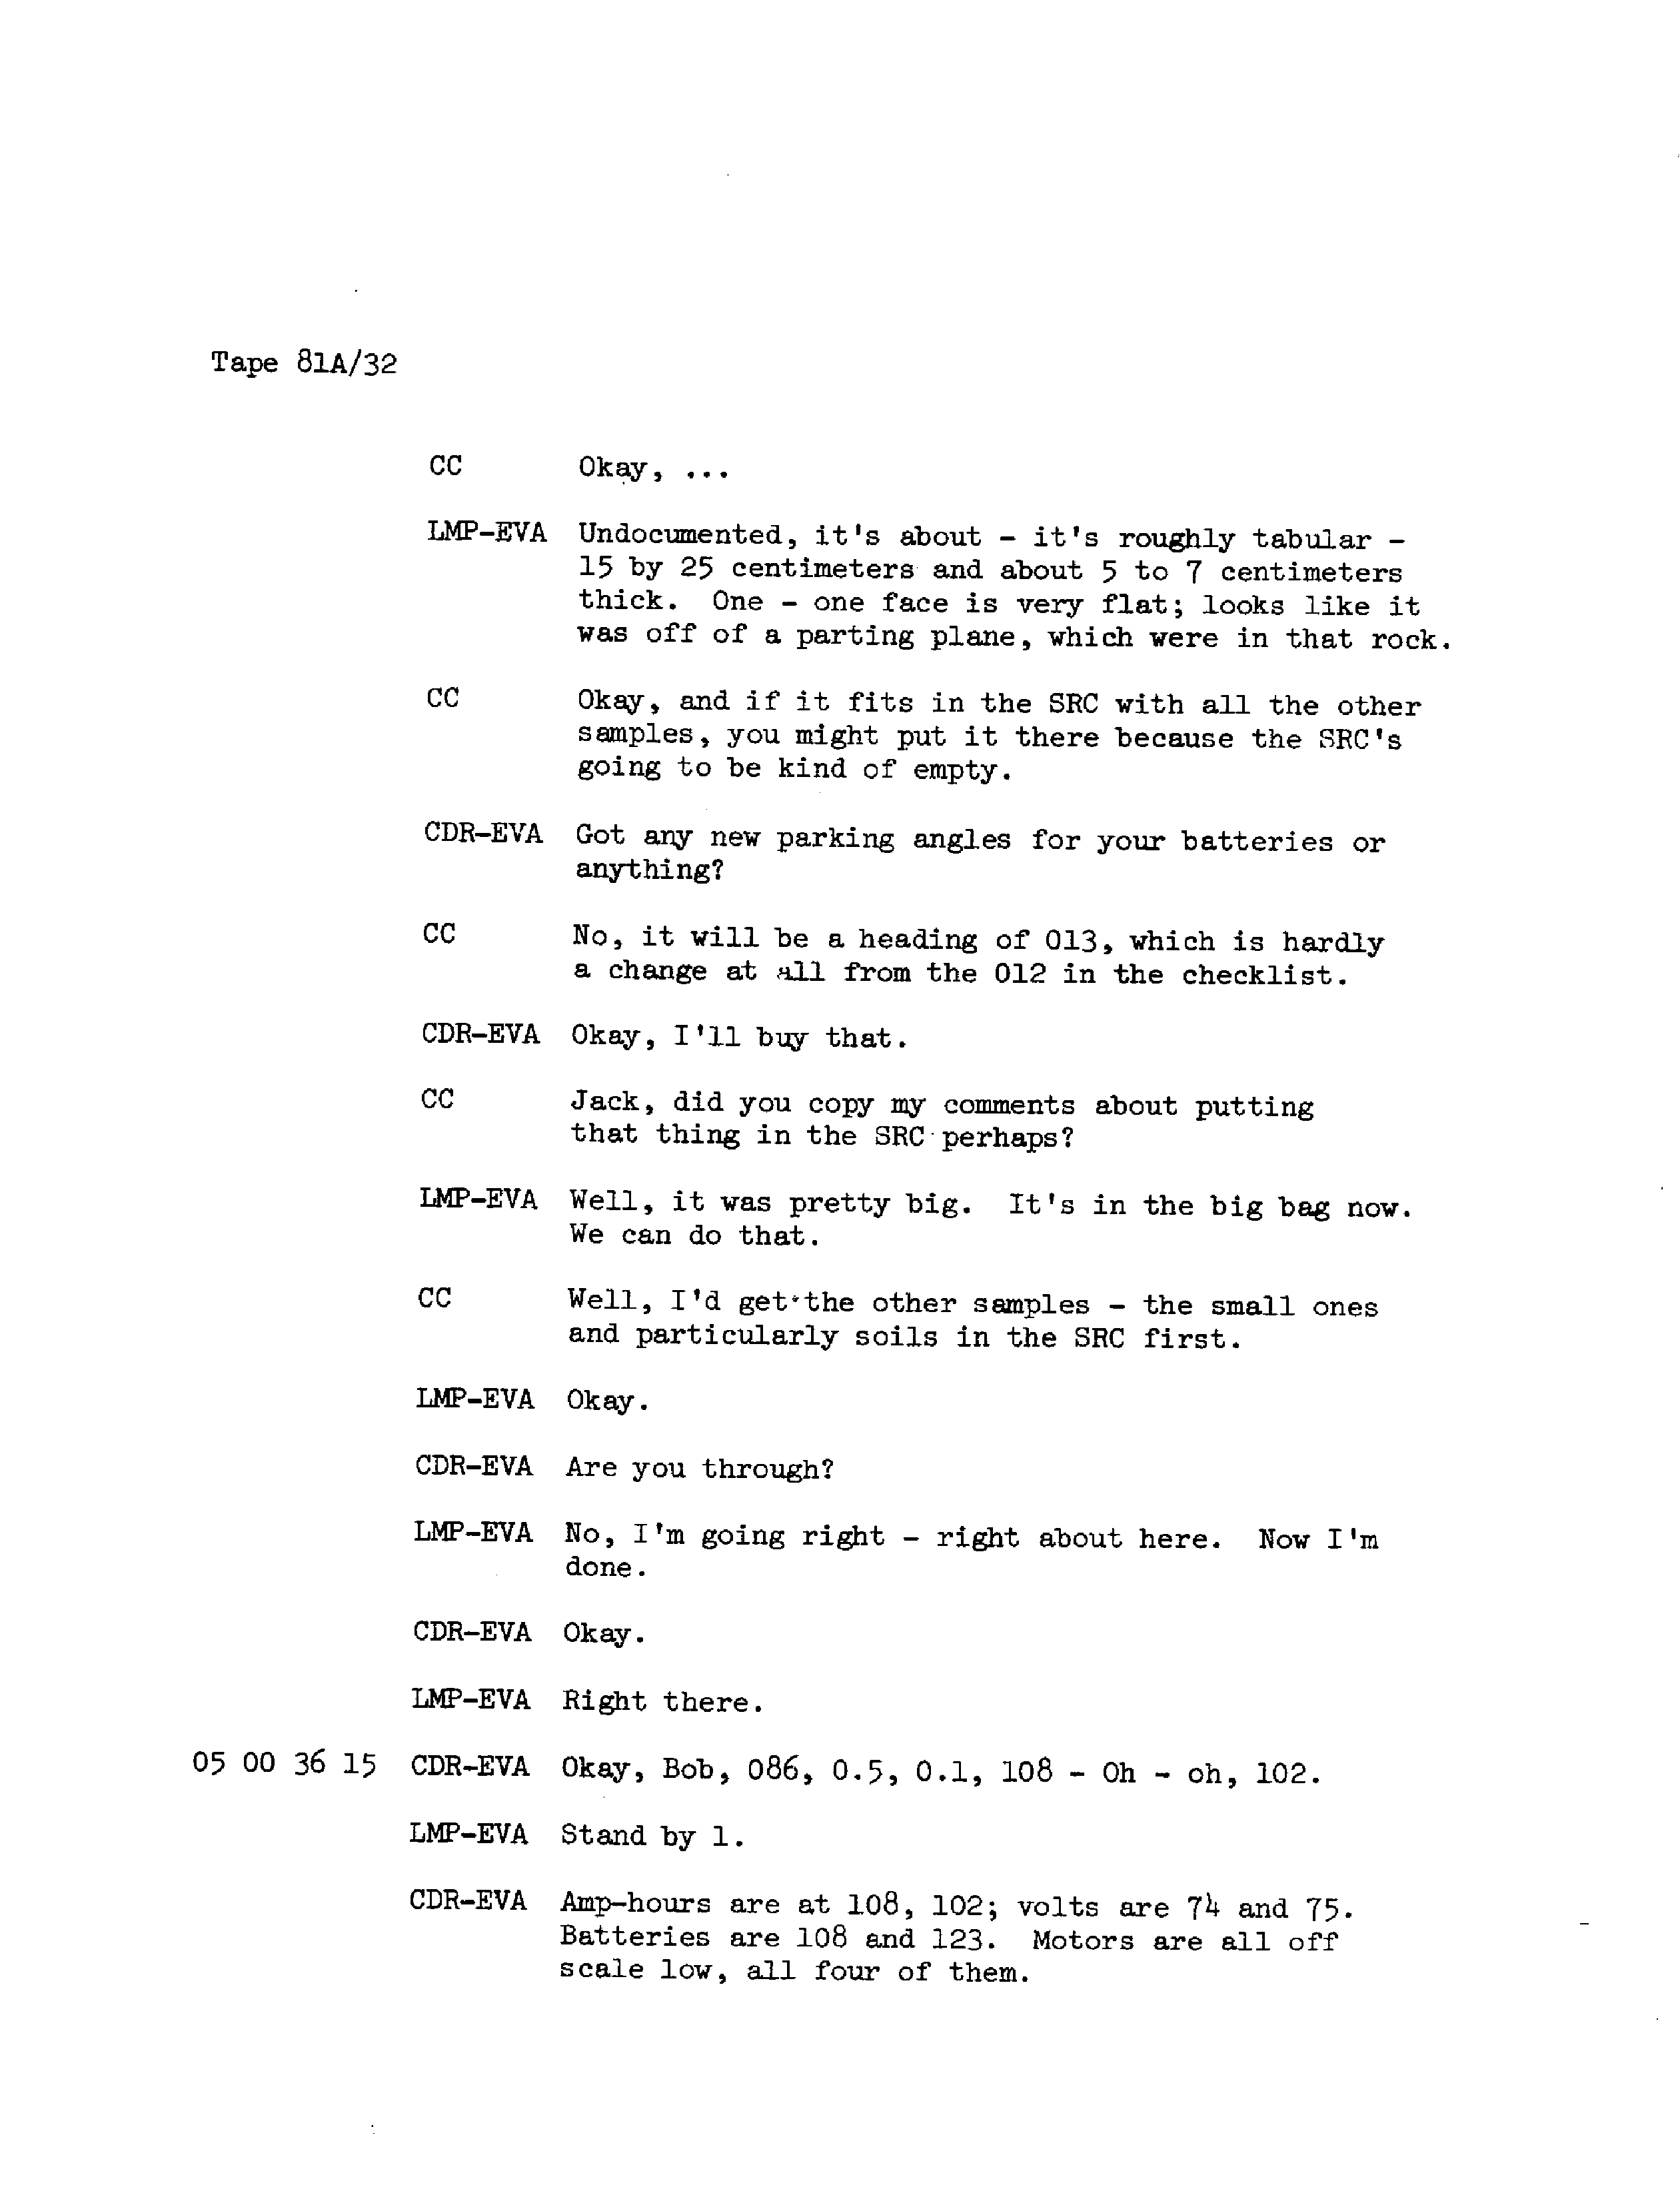 Tape 81A/32
CC Okay, ...
LMP-EVA Undocumented, it's about - it's roughly tabular -
15 by 25 centimeters and about 5 to 7 centimeters
thick. One - one face is very flat; looks like it
was off of a parting plane, which were in that rock.
CC Okay, and if it fits in the SRC with all the other
samples, you might put it there because the SRC's
going to be kind of empty.
CDR-EVA Got any new parking angles for your batteries or
anything?
CC No, it will be a heading of 013, which is hardly
a change at all from the 012 in the checklist.
CDR-EVA Okay, I'll buy that.
CC Jack, did you copy my comments about putting
that thing in the SRC perhaps?
LMP-EVA Well, it was pretty big. It's in the big bag now.
We can do that.
CC Well, I'd get the other samples - the small ones
and particularly soils in the SRC first.
LMP-EVA Okay.
CDR-EVA Are you through?
LMP-EVA No, I'm going right - right about here. Now I'm
done.
CDR-EVA Okay.
LMP-EVA Right there.
05 00 36 15 CDR-EVA Okay, Bob, 086, 0.5, 0.1, 108 - Oh - oh, 102.
LMP-EVA Stand by 1.
CDR-EVA Amp-hours are at 108, 102; volts are 74 and 75.
Batteries are 108 and 123. Motors are all off
scale low, all four of them.